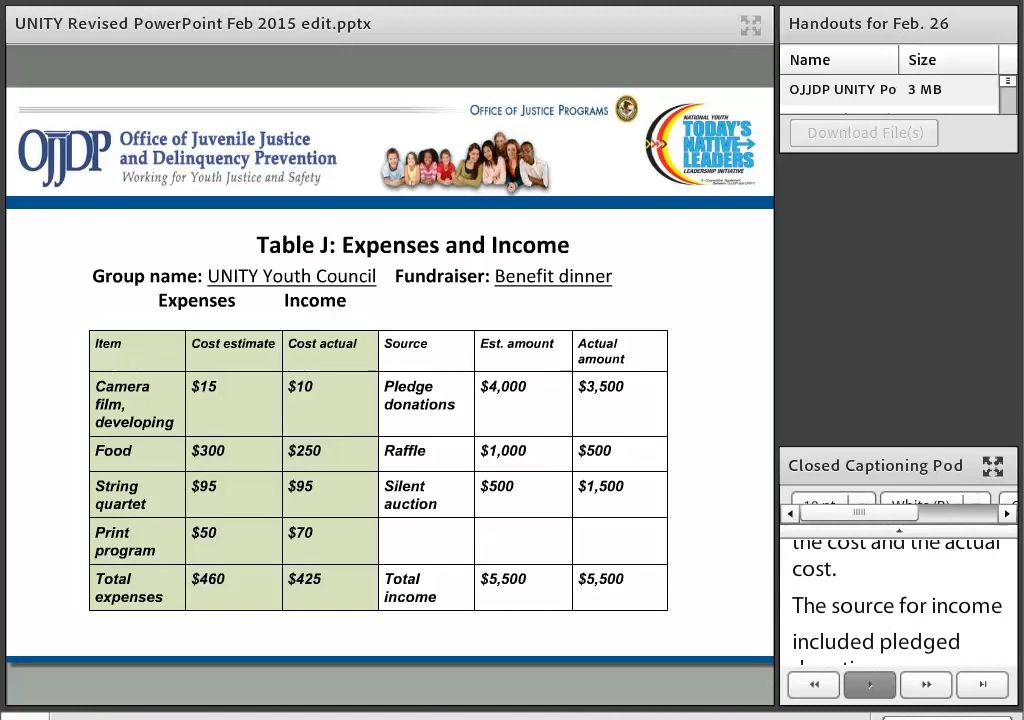 UNITY Revised PowerPoint Feb 2015 edit.pptx
Handouts for Feb. 26
Name Size
OJJDP UNITY Po 3 MB
Download File(s)
OFFICE OF JUSTICE PROGRAMS
OJJDP
Office of Juvenile Justice
and Delinquency Prevention
Working for Youth Justice and Safety
NATIONAL YOUTH
TODAY'S
NATIVE
LEADERS
LEADERSHIP INITIATIVE
Table J: Expenses and Income
Group name: UNITY Youth Council Fundraiser: Benefit dinner
Expenses Income
Item Cost estimate Cost actual Source Est. amount Actual
amount
Camera $15 $10 Pledge $4,000 $3,500
film, donations
developing
Food $300 $250 Raffle $1,000 $500
String $95 $95 Silent $500 $1,500
quartet auction
Print $50 $70
program
Total $460 $425 Total $5,500 $5,500
expenses income
Closed Captioning Pod
the cost and the actual
cost.
The source for income
included pledged